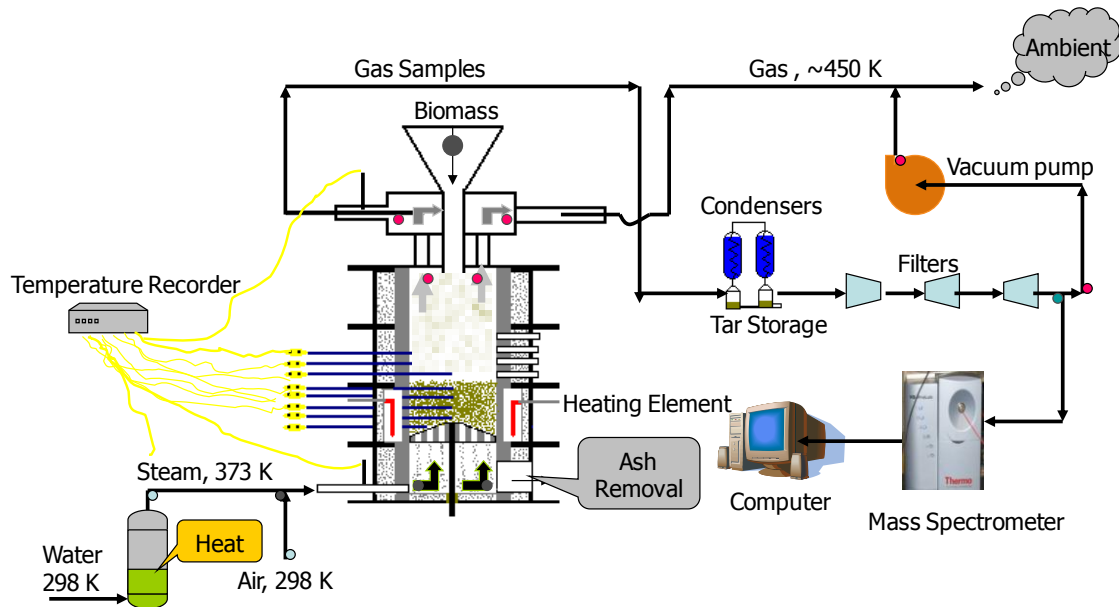 Ambient
Gas Samples
Gas , ~450 K
Biomass
Vacuum pump
Condensers
Temperature Recorder
Filters
Tar Storage
Heating Element
Steam, 373 K
Ash
Removal
Computer
Thermo
Mass Spectrometer
Heat
Water
298 K
Air, 298 K